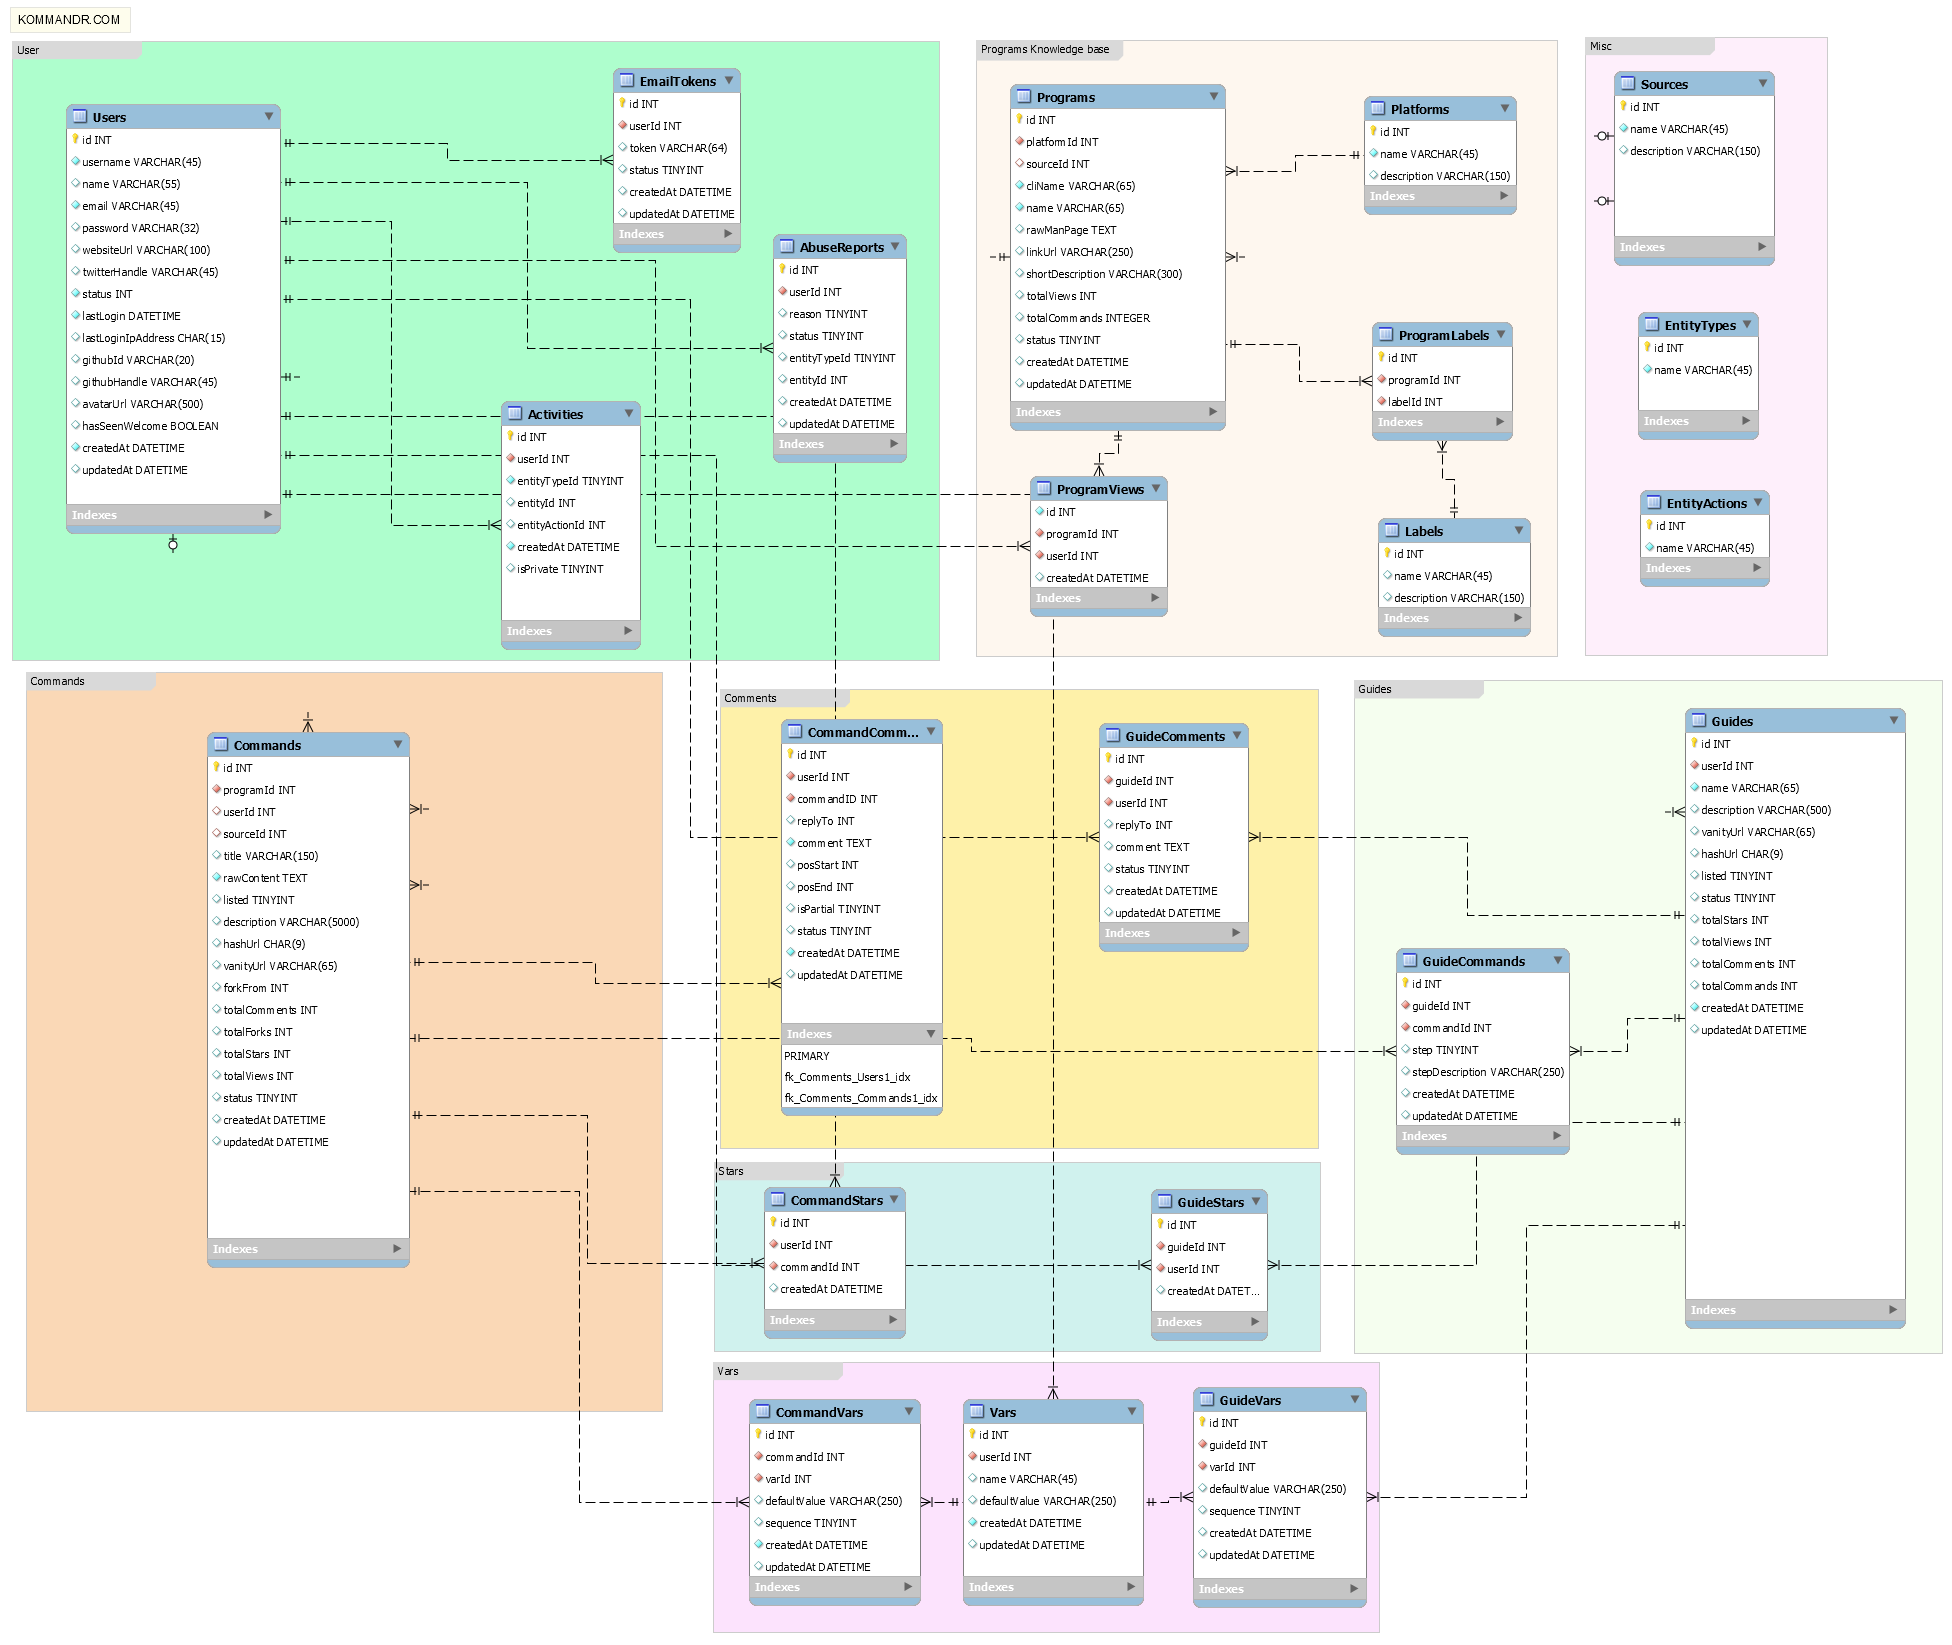 KOMMANDR.COM
User
Users
id INT
username VARCHAR(45)
name VARCHAR(55)
email VARCHAR(45)
password VARCHAR(32)
websiteUrl VARCHAR(100)
twitterHandle VARCHAR(45)
status INT
lastLogin DATETIME
lastLoginIpAddress CHAR(15)
githubId VARCHAR(20)
githubHandle VARCHAR(45)
avatarUrl VARCHAR(500)
hasSeenWelcome BOOLEAN
createdAt DATETIME
updatedAt DATETIME
Indexes
EmailTokens
id INT
userId INT
token VARCHAR(64)
status TINYINT
createdAt DATETIME
updatedAt DATETIME
Indexes
AbuseReports
id INT
userId INT
reason TINYINT
status TINYINT
entityTypeId TINYINT
entityId INT
createdAt DATETIME
updatedAt DATETIME
Indexes
Activities
id INT
userId INT
entityTypeId TINYINT
entityId INT
entityActionId INT
createdAt DATETIME
isPrivate TINYINT
Indexes
Programs Knowledge base
Programs
id INT
platformId INT
sourceId INT
cliName VARCHAR(65)
name VARCHAR(65)
rawManPage TEXT
linkUrl VARCHAR(250)
shortDescription VARCHAR(300)
totalViews INT
totalCommands INTEGER
status TINYINT
createdAt DATETIME
updatedAt DATETIME
Indexes
Platforms
id INT
name VARCHAR(45)
description VARCHAR(150)
Indexes
ProgramLabels
id INT
programId INT
labelId INT
Indexes
ProgramViews
id INT
programId INT
userId INT
createdAt DATETIME
Indexes
Labels
id INT
name VARCHAR(45)
description VARCHAR(150)
Indexes
Misc
Sources
id INT
name VARCHAR(45)
description VARCHAR(150)
Indexes
EntityTypes
id INT
name VARCHAR(45)
Indexes
EntityActions
id INT
name VARCHAR(45)
Indexes
Commands
Commands
id INT
programId INT
userId INT
sourceId INT
title VARCHAR(150)
rawContent TEXT
listed TINYINT
description VARCHAR(5000)
hashUrl CHAR(9)
vanityUrl VARCHAR(65)
forkFrom INT
totalComments INT
totalForks INT
totalStars INT
totalViews INT
status TINYINT
createdAt DATETIME
updatedAt DATETIME
Indexes
Comments
CommandComm...
id INT
userId INT
commandID INT
replyTo INT
comment TEXT
posStart INT
posEnd INT
isPartial TINYINT
status TINYINT
createdAt DATETIME
updatedAt DATETIME
Indexes
PRIMARY
fk_Comments_Users1_idx
fk_Comments_Commands1_idx
GuideComments
id INT
guideId INT
userId INT
replyTo INT
comment TEXT
status TINYINT
createdAt DATETIME
updatedAt DATETIME
Indexes
Guides
Guides
id INT
userId INT
name VARCHAR(65)
description VARCHAR(500)
vanityUrl VARCHAR(65)
hashUrl CHAR(9)
listed TINYINT
status TINYINT
totalStars INT
totalViews INT
totalComments INT
totalCommands INT
createdAt DATETIME
updatedAt DATETIME
Indexes
GuideCommands
id INT
guideId INT
commandId INT
step TINYINT
stepDescription VARCHAR(250)
createdAt DATETIME
updatedAt DATETIME
Indexes
Stars
CommandStars
id INT
userId INT
commandId INT
createdAt DATETIME
Indexes
GuideStars
id INT
guideId INT
userId INT
createdAt DATET...
Indexes
Vars
CommandVars
id INT
commandId INT
varId INT
defaultValue VARCHAR(250)
sequence TINYINT
createdAt DATETIME
updatedAt DATETIME
Indexes
Vars
id INT
userId INT
name VARCHAR(45)
defaultValue VARCHAR(250)
createdAt DATETIME
updatedAt DATETIME
Indexes
GuideVars
id INT
guideId INT
varId INT
defaultValue VARCHAR(250)
sequence TINYINT
createdAt DATETIME
updatedAt DATETIME
Indexes